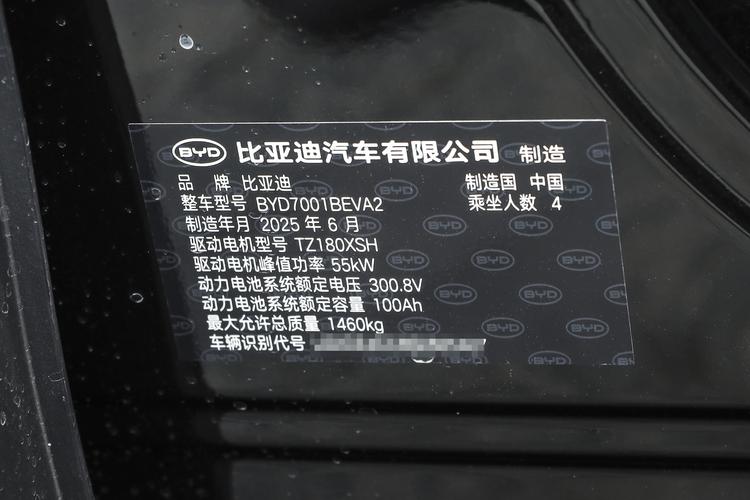 BYD 比亚迪汽车有限公司 制造
品 牌 比亚迪 制造国 中国
整车型号 BYD7001BEVA2 乘坐人数 4
制造年月 2025 年 6 月
驱动电机型号 TZ180XSH
驱动电机峰值功率 55kW
动力电池系统额定电压 300.8V
动力电池系统额定容量 100Ah
最大允许总质量 1460kg
车辆识别代号